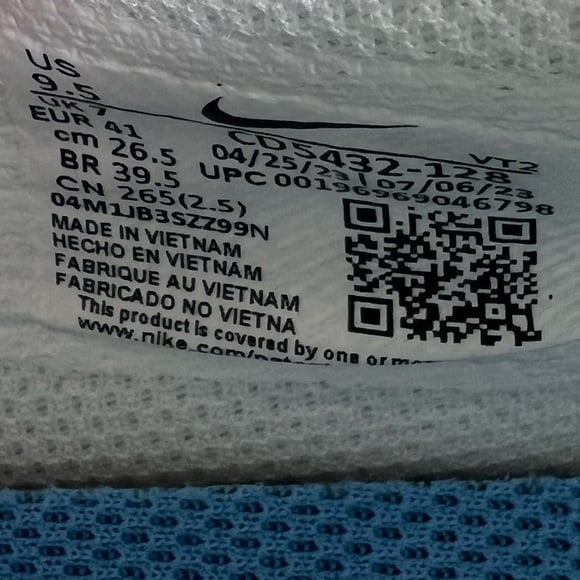 US
9.5
UK 7
EUR 41
cm 26.5
BR 39.5
CN 265(2.5)
04M1JB3SZZ99N
CD5432-128 VT2
04/25/23 | 07/06/23
UPC 00196969046798
MADE IN VIETNAM
HECHO EN VIETNAM
FABRIQUE AU VIETNAM
FABRICADO NO VIETNA
This product is covered by one or
www.nike.com/